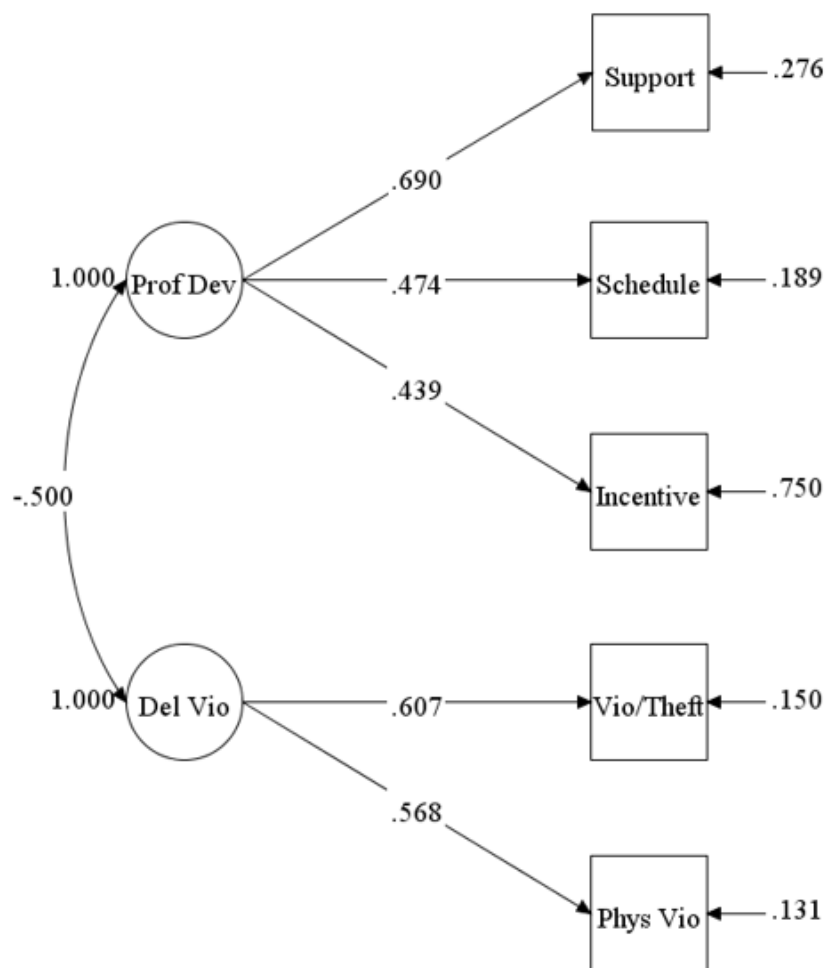 Support
.276
.690
1.000
Prof Dev
.474
Schedule
.189
.439
-.500
Incentive
.750
1.000
Del Vio
.607
Vio/Theft
.150
.568
Phys Vio
.131